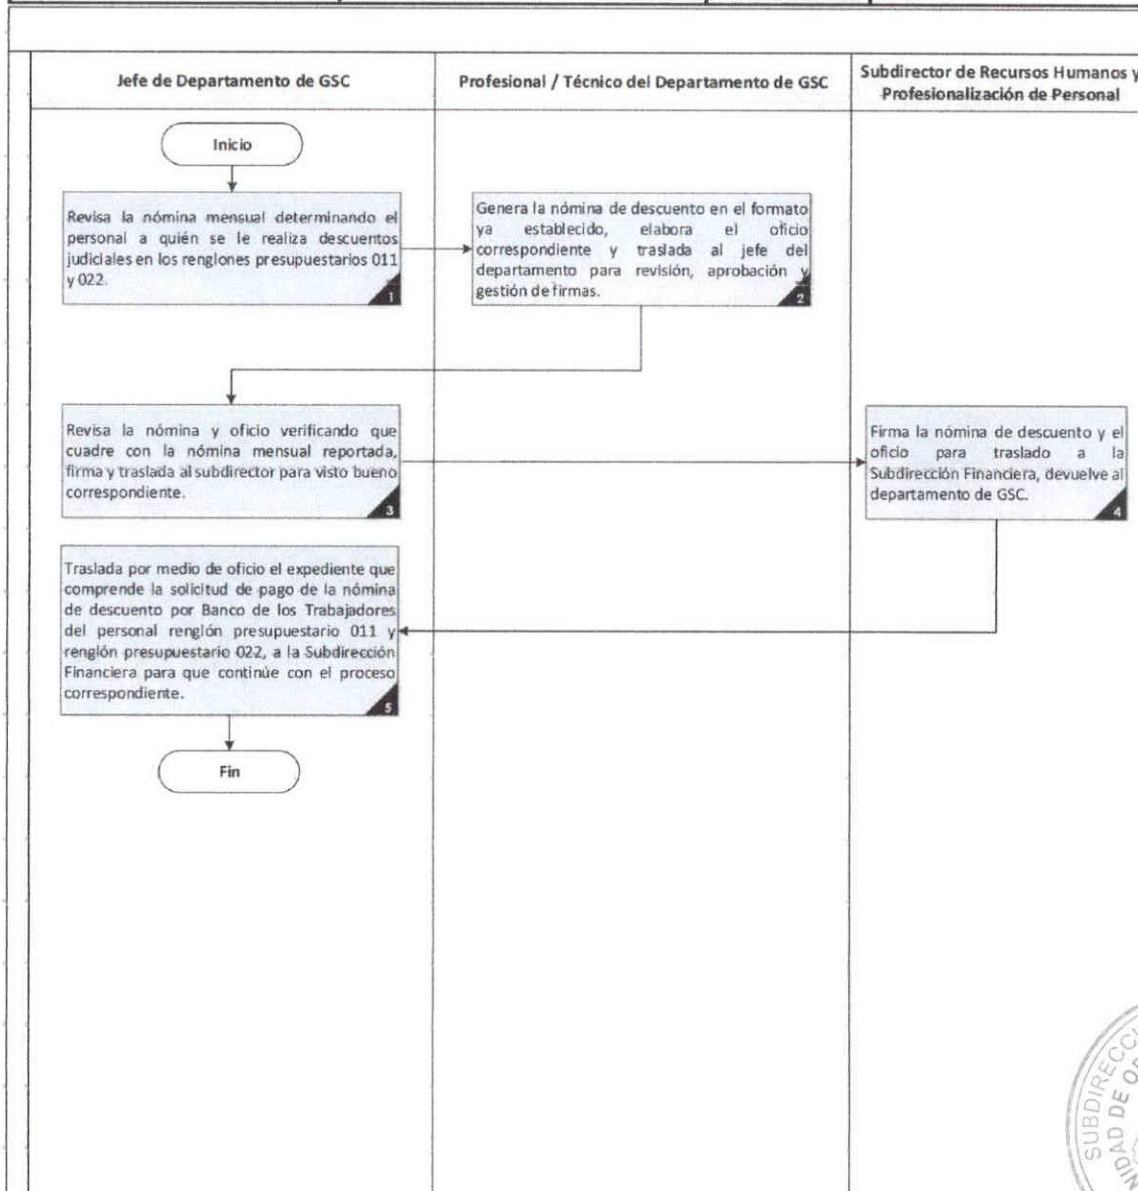 Jefe de Departamento de GSC
Profesional / Técnico del Departamento de GSC
Subdirector de Recursos Humanos y
Profesionalización de Personal
Inicio
Revisa la nómina mensual determinando el
personal a quién se le realiza descuentos
judiciales en los renglones presupuestarios 011
y 022.
1
Genera la nómina de descuento en el formato
ya establecido, elabora el oficio
correspondiente y traslada al jefe del
departamento para revisión, aprobación y
gestión de firmas.
2
Revisa la nómina y oficio verificando que
cuadre con la nómina mensual reportada,
firma y traslada al subdirector para visto bueno
correspondiente.
3
Firma la nómina de descuento y el
oficio para traslado a la
Subdirección Financiera, devuelve al
departamento de GSC.
4
Traslada por medio de oficio el expediente que
comprende la solicitud de pago de la nómina
de descuento por Banco de los Trabajadores
del personal renglón presupuestario 011 y
renglón presupuestario 022, a la Subdirección
Financiera para que continúe con el proceso
correspondiente.
5
Fin